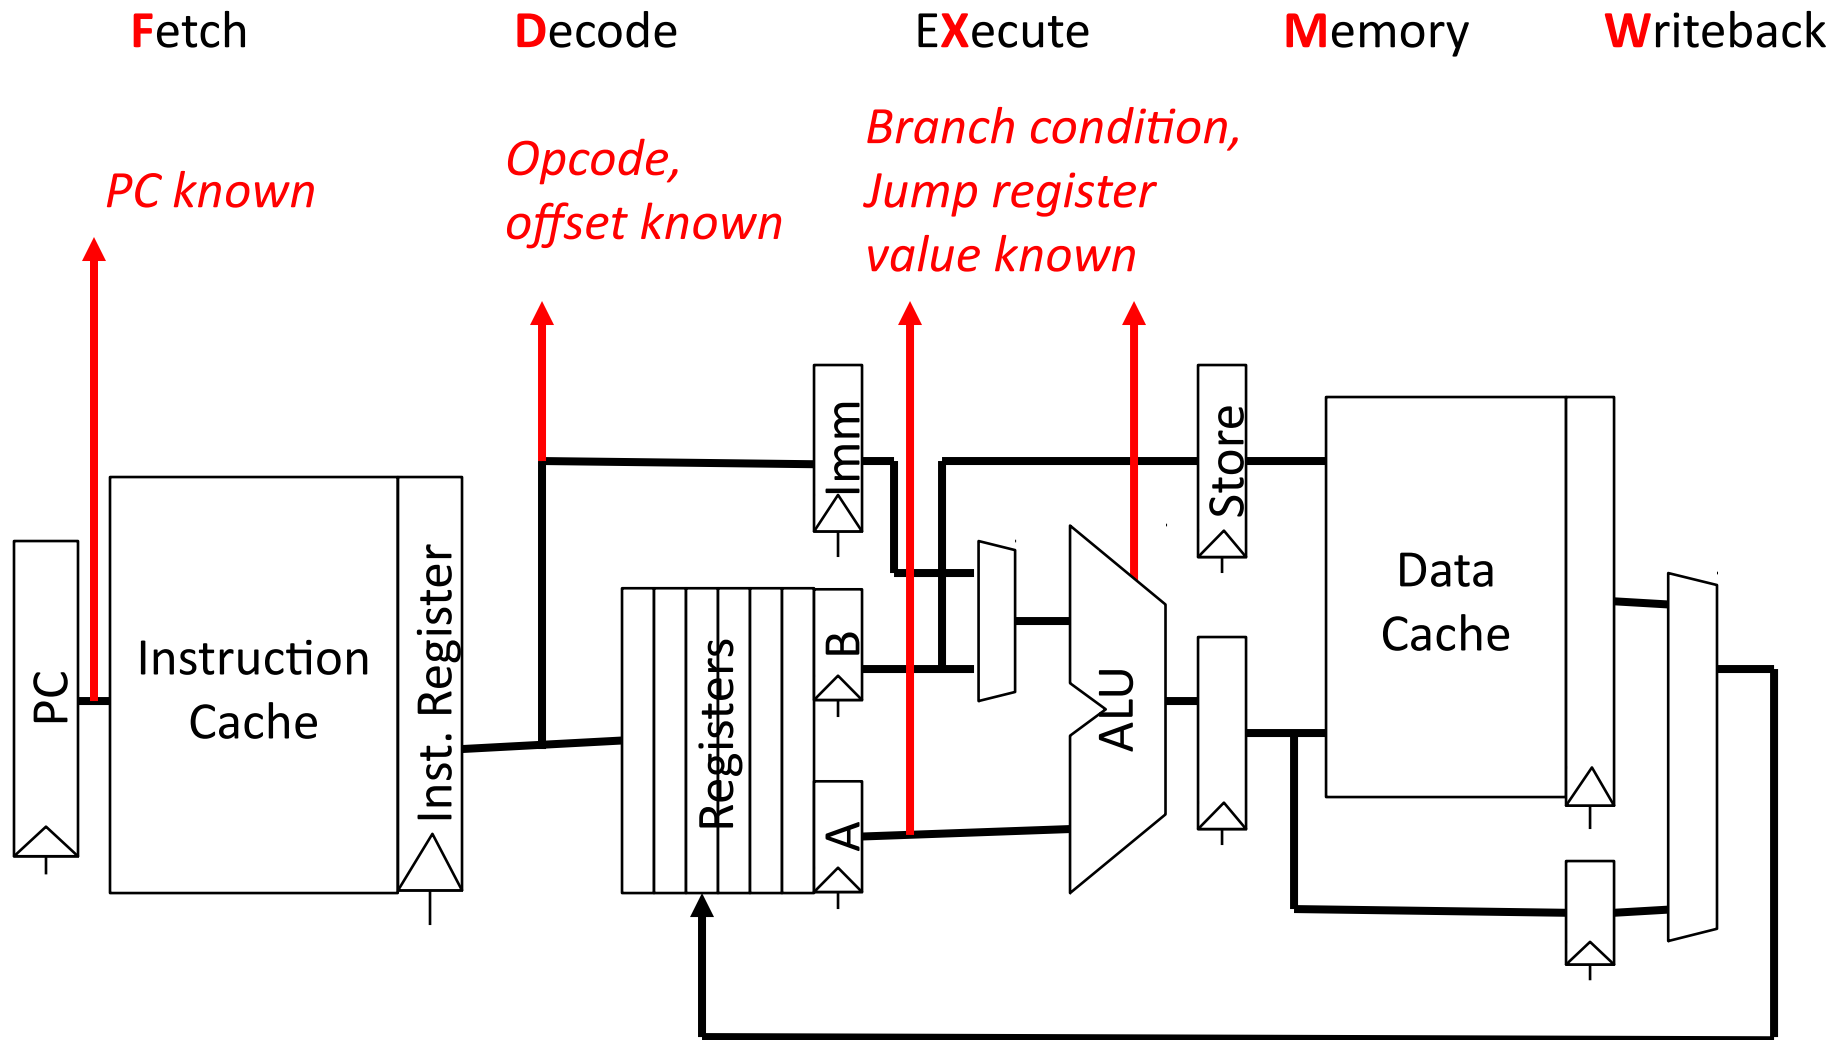 Fetch
Decode
EXecute
Memory
Writeback
PC known
Opcode,
offset known
Branch condition,
Jump register
value known
PC
Instruction
Cache
Inst. Register
Registers
Imm
B
A
ALU
Store
Data
Cache